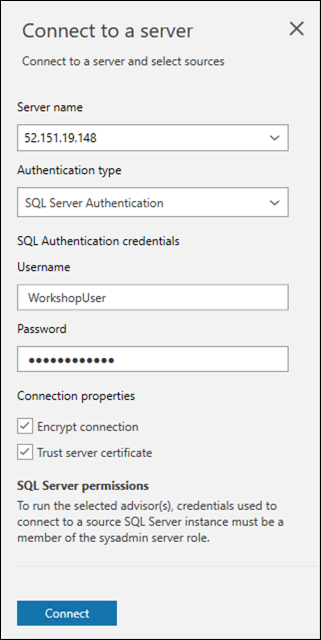 Connect to a server
Connect to a server and select sources
Server name
52.151.19.148
Authentication type
SQL Server Authentication
SQL Authentication credentials
Username
WorkshopUser
Password
●●●●●●●●●●●●
Connection properties
Encrypt connection
Trust server certificate
SQL Server permissions
To run the selected advisor(s), credentials used to
connect to a source SQL Server instance must be a
member of the sysadmin server role.
Connect